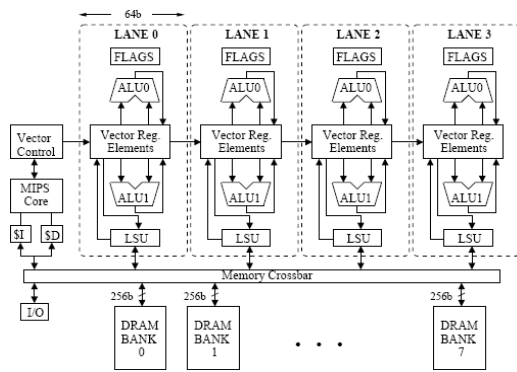 64b
LANE 0
LANE 1
LANE 2
LANE 3
FLAGS
FLAGS
FLAGS
FLAGS
ALU0
ALU0
ALU0
ALU0
Vector
Control
Vector Reg.
Elements
Vector Reg.
Elements
Vector Reg.
Elements
Vector Reg.
Elements
MIPS
Core
ALU1
ALU1
ALU1
ALU1
$I
$D
LSU
LSU
LSU
LSU
Memory Crossbar
I/O
256b
256b
256b
DRAM
BANK
0
DRAM
BANK
1
. . .
DRAM
BANK
7